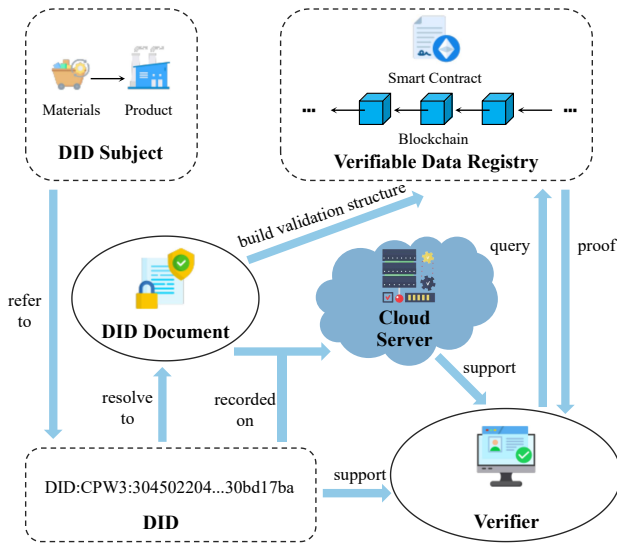 Materials
Product
DID Subject
Smart Contract
...
...
Blockchain
Verifiable Data Registry
build validation structure
query
proof
refer
to
DID Document
Cloud
Server
support
resolve
to
recorded
on
DID:CPW3:304502204...30bd17ba
DID
support
Verifier